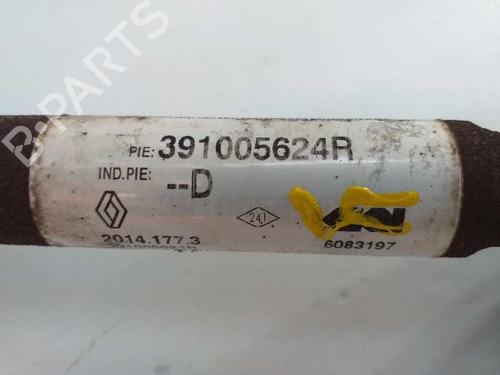 PIE: 391005624R
IND.PIE: --D
24.I
2014.177.3
6083197
B-PARTS